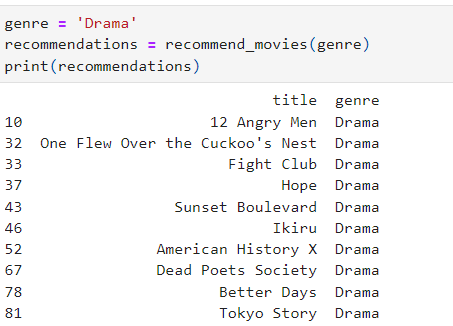 genre = 'Drama'
recommendations = recommend_movies(genre)
print(recommendations)
title genre
10 12 Angry Men Drama
32 One Flew Over the Cuckoo's Nest Drama
33 Fight Club Drama
37 Hope Drama
43 Sunset Boulevard Drama
46 Ikiru Drama
52 American History X Drama
67 Dead Poets Society Drama
78 Better Days Drama
81 Tokyo Story Drama